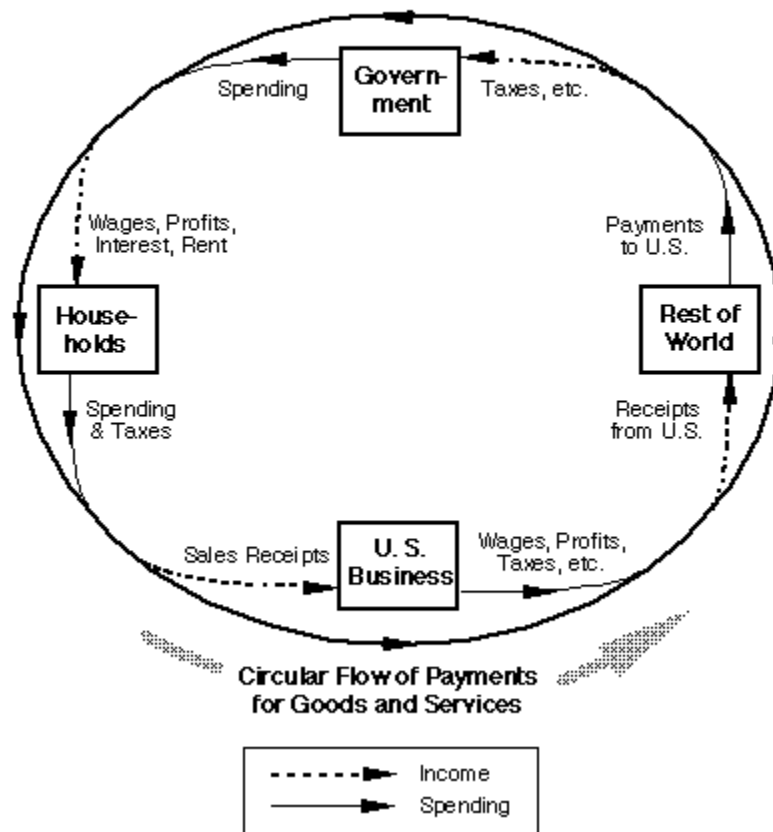 Govern-
ment
Spending
Taxes, etc.
Wages, Profits,
Interest, Rent
Payments
to U.S.
House-
holds
Rest of
World
Spending
& Taxes
Receipts
from U.S.
Sales Receipts
U. S.
Business
Wages, Profits,
Taxes, etc.
Circular Flow of Payments
for Goods and Services
Income
Spending